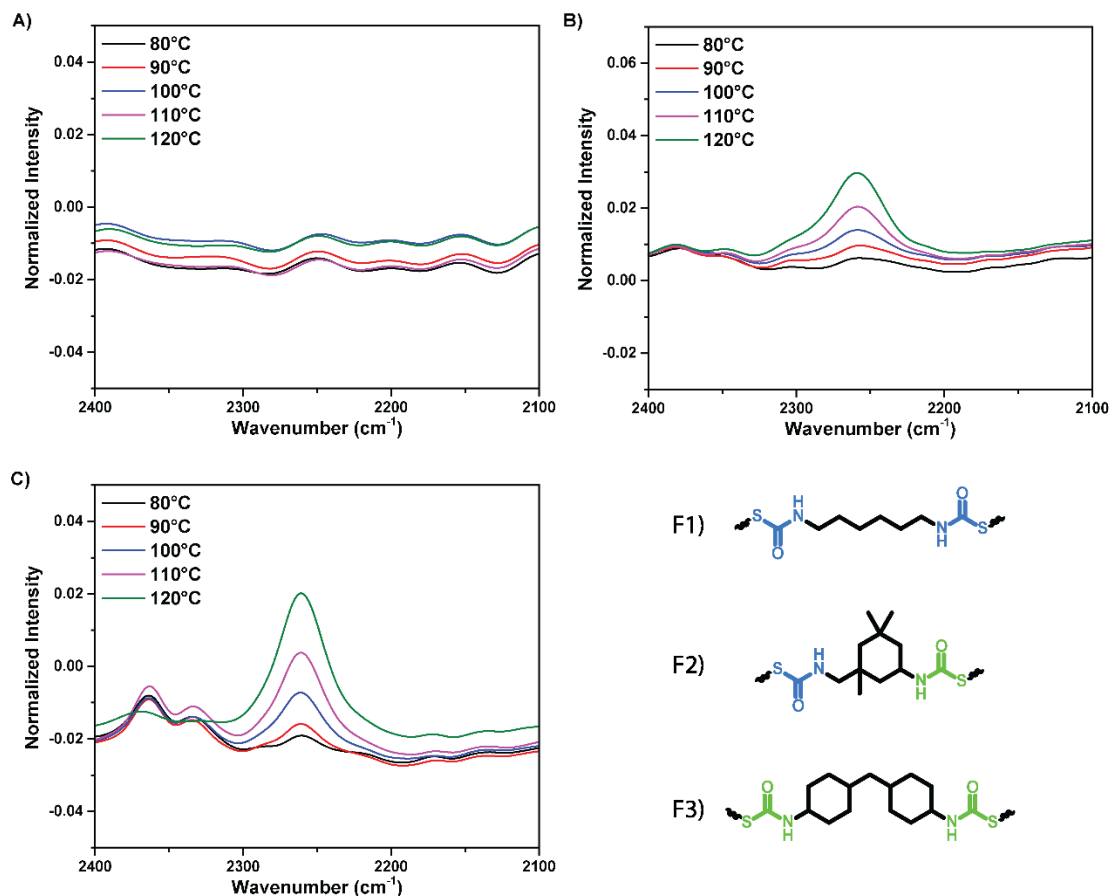 A)
80°C
90°C
100°C
110°C
120°C
0.04
0.02
0.00
-0.02
-0.04
Normalized Intensity
2400
2300
2200
2100
Wavenumber (cm-1)
B)
80°C
90°C
100°C
110°C
120°C
0.06
0.04
0.02
0.00
-0.02
Normalized Intensity
2400
2300
2200
2100
Wavenumber (cm-1)
C)
80°C
90°C
100°C
110°C
120°C
0.04
0.02
0.00
-0.02
-0.04
Normalized Intensity
2400
2300
2200
2100
Wavenumber (cm-1)
F1)
S
O
H
N
N
H
O
S
F2)
S
O
H
N
NH
O
S
F3)
S
O
N
H
N
H
O
S